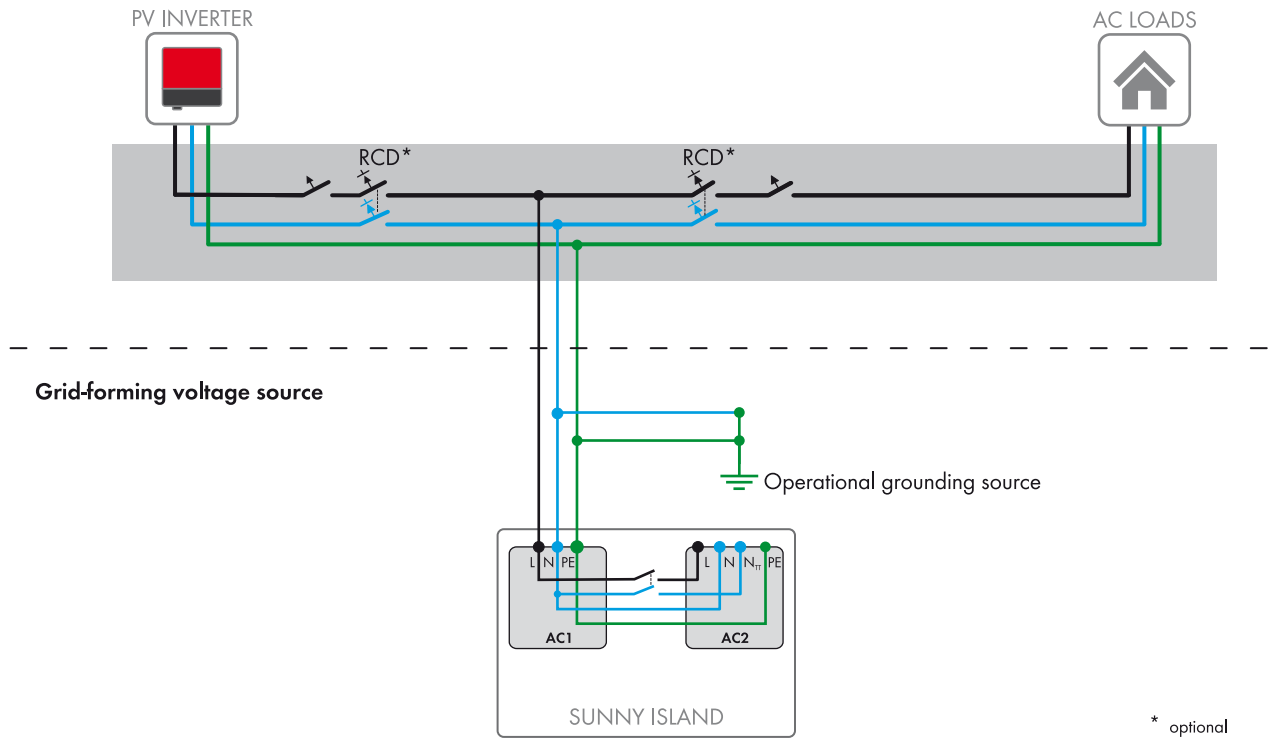 PV INVERTER
AC LOADS
RCD*
RCD*
Grid-forming voltage source
Operational grounding source
L N PE
L N NTT PE
AC1
AC2
SUNNY ISLAND
* optional